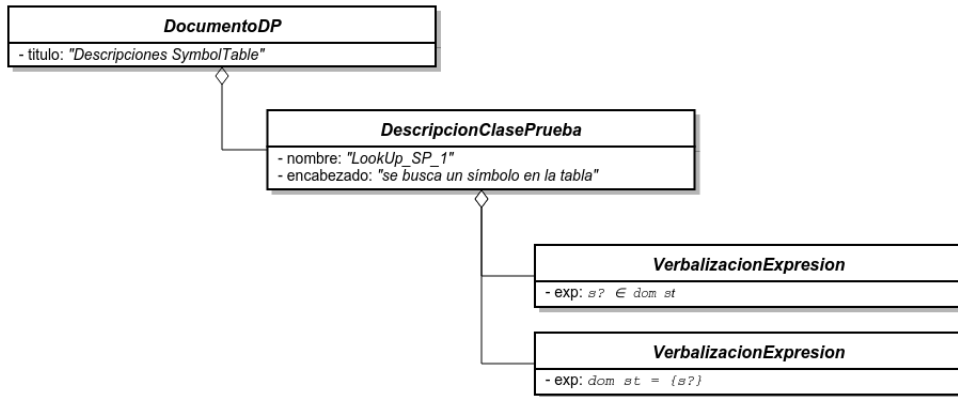 DocumentoDP
- titulo: "Descripciones SymbolTable"
DescripcionClasePrueba
- nombre: "LookUp_SP_1"
- encabezado: "se busca un símbolo en la tabla"
VerbalizacionExpresion
- exp: s? ∈ dom st
VerbalizacionExpresion
- exp: dom st = {s?}